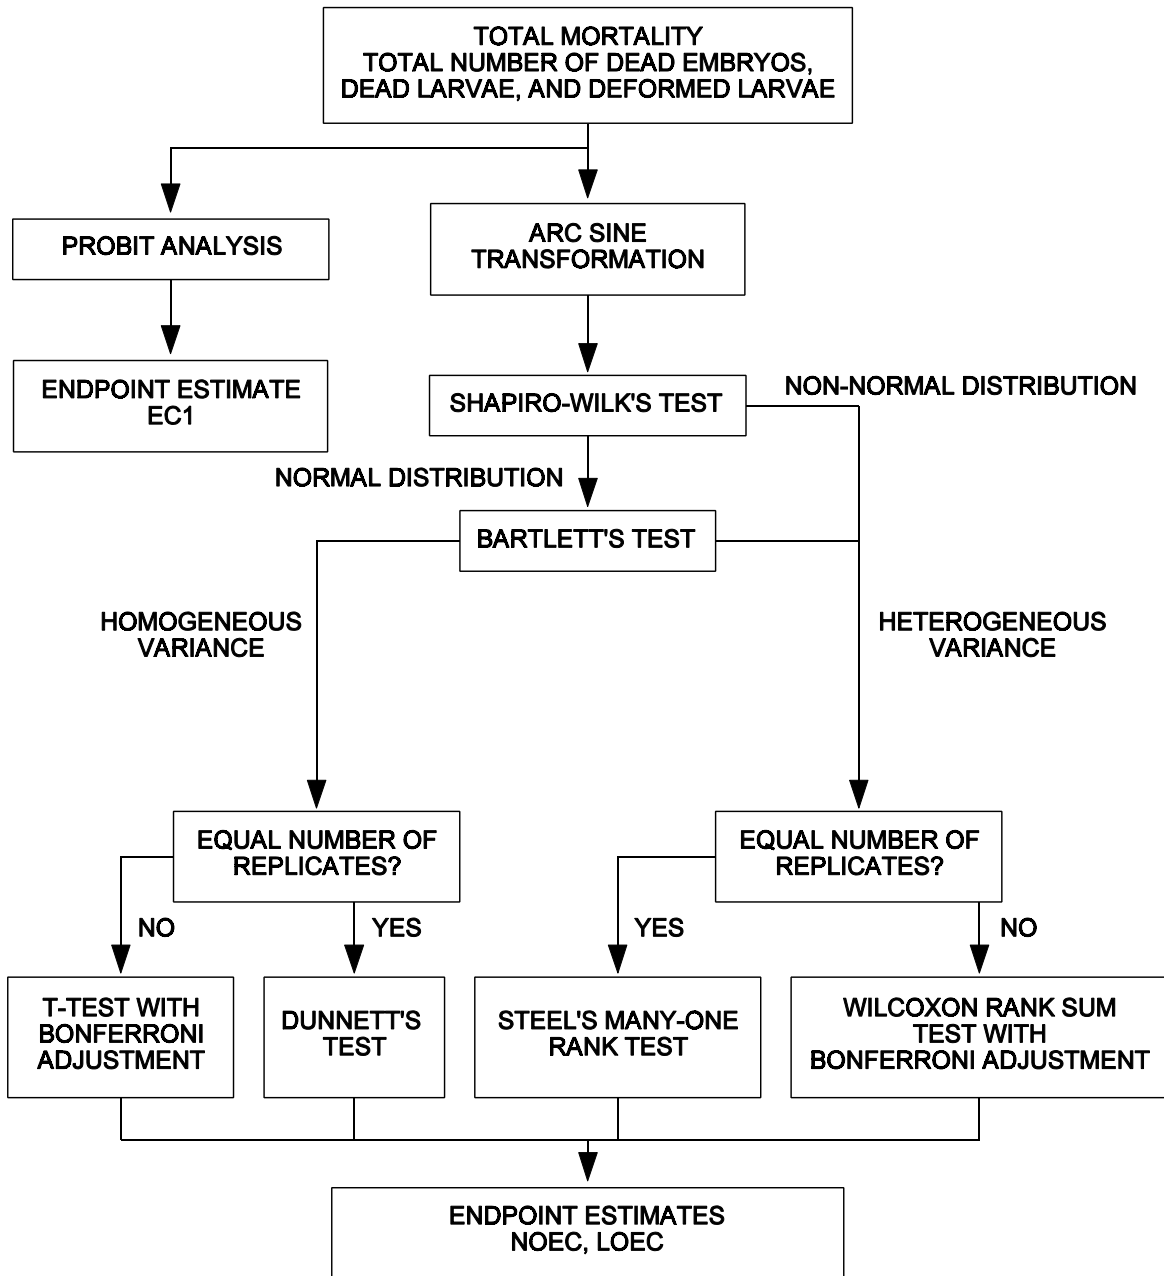 TOTAL MORTALITY
TOTAL NUMBER OF DEAD EMBRYOS,
DEAD LARVAE, AND DEFORMED LARVAE
PROBIT ANALYSIS
ARC SINE
TRANSFORMATION
ENDPOINT ESTIMATE
EC1
SHAPIRO-WILK'S TEST
NON-NORMAL DISTRIBUTION
NORMAL DISTRIBUTION
BARTLETT'S TEST
HOMOGENEOUS
VARIANCE
HETEROGENEOUS
VARIANCE
EQUAL NUMBER OF
REPLICATES?
EQUAL NUMBER OF
REPLICATES?
NO
YES
YES
NO
T-TEST WITH
BONFERRONI
ADJUSTMENT
DUNNETT'S
TEST
STEEL'S MANY-ONE
RANK TEST
WILCOXON RANK SUM
TEST WITH
BONFERRONI ADJUSTMENT
ENDPOINT ESTIMATES
NOEC, LOEC